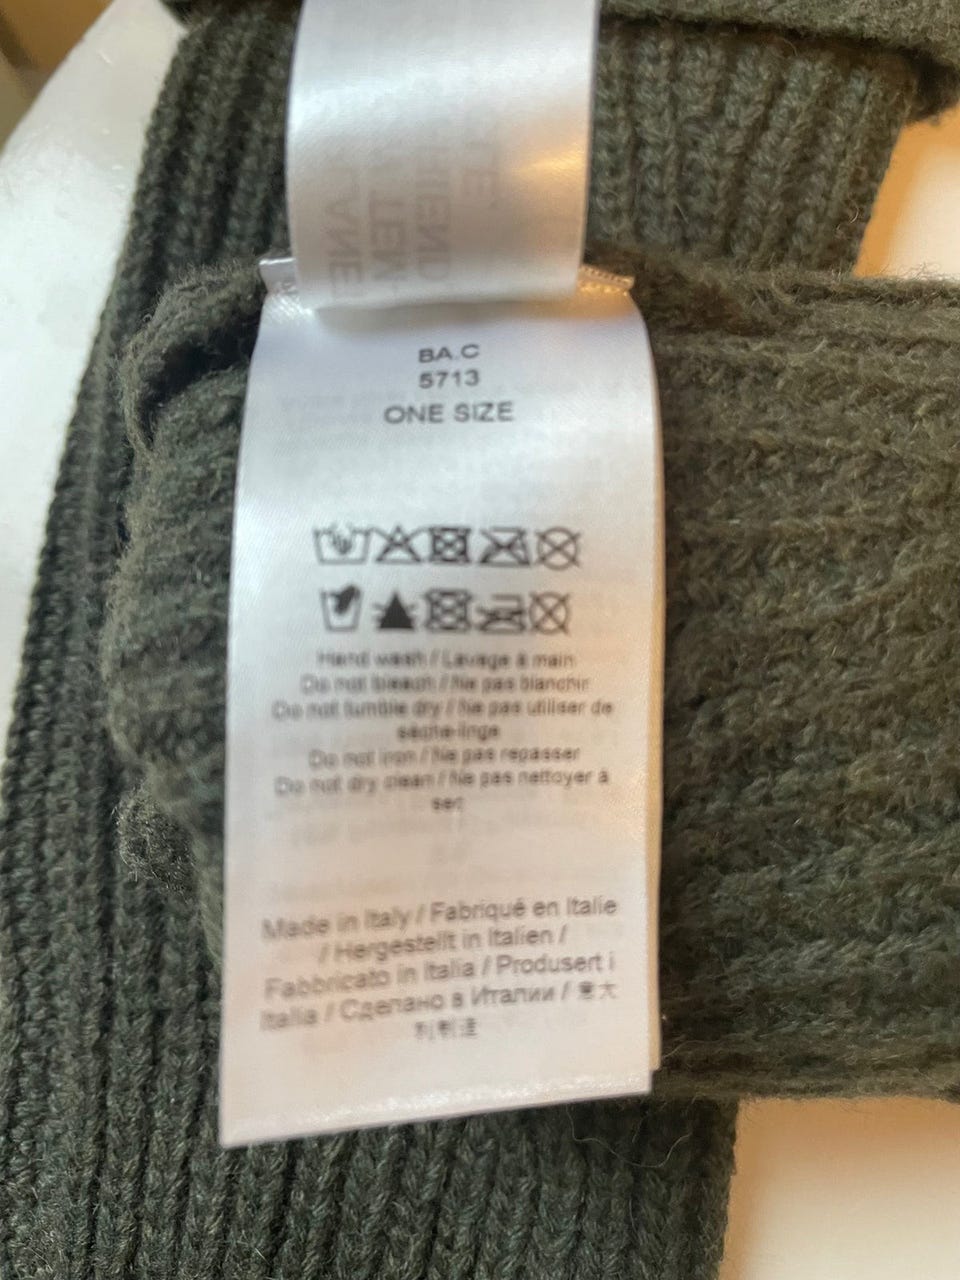 BA.C
5713
ONE SIZE
Hand wash / Lavage à main
Do not bleach / Ne pas blanchir
Do not tumble dry / Ne pas utiliser de
sèche-linge
Do not iron / Ne pas repasser
Do not dry clean / Ne pas nettoyer à
sec
Made in Italy / Fabriqué en Italie
/ Hergestellt in Italien /
Fabbricato in Italia / Produsert i
Italia / Сделано в Италии / 意大
利制造